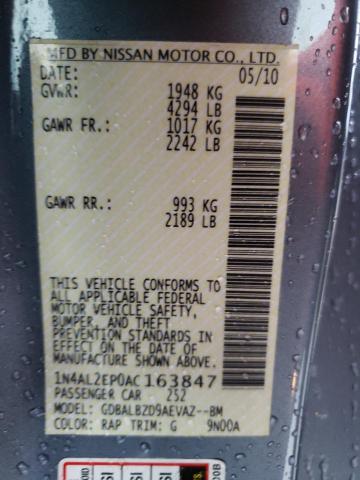 MFD BY NISSAN MOTOR CO., LTD.
DATE: 05/10
GVWR: 1948 KG
4294 LB
GAWR FR.: 1017 KG
2242 LB
GAWR RR.: 993 KG
2189 LB
THIS VEHICLE CONFORMS TO
ALL APPLICABLE FEDERAL
MOTOR VEHICLE SAFETY,
BUMPER, AND THEFT
PREVENTION STANDARDS IN
EFFECT ON THE DATE OF
MANUFACTURE SHOWN ABOVE.
1N4AL2EP0AC163847
PASSENGER CAR 252
MODEL: GDBALBZD9AEVAZ--BM
COLOR: RAP TRIM: G 9N00A